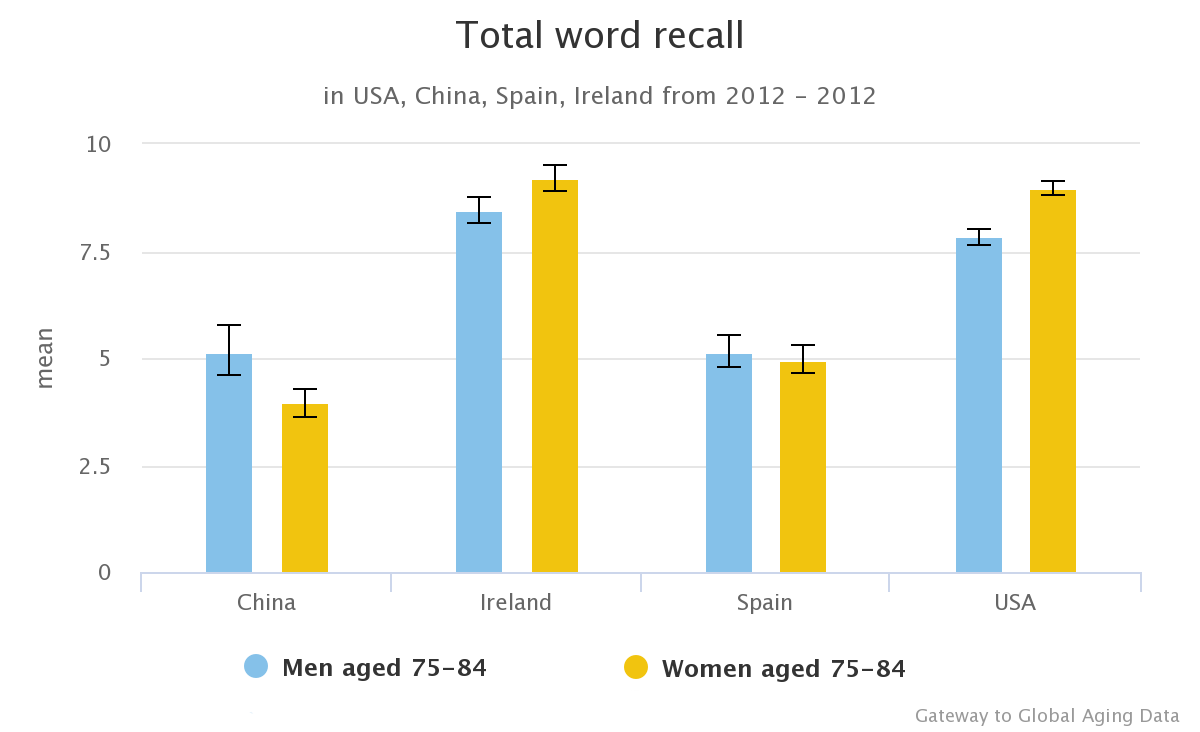 Total word recall
in USA, China, Spain, Ireland from 2012 – 2012
10
7.5
5
2.5
0
mean
China Ireland Spain USA
Men aged 75–84 Women aged 75–84
Gateway to Global Aging Data